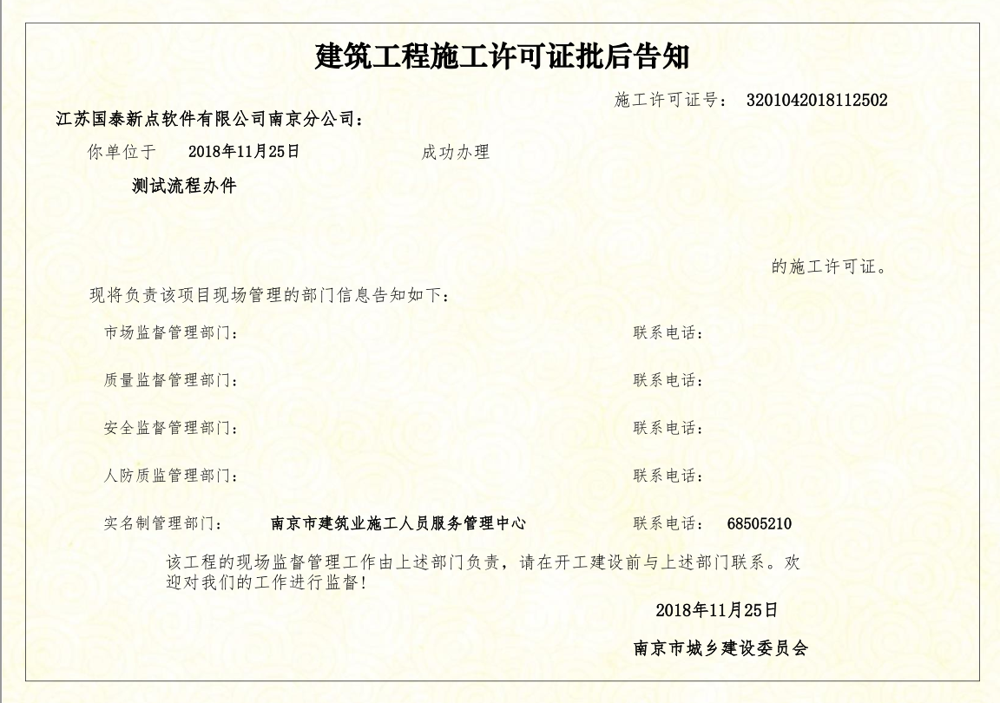 建筑工程施工许可证批后告知
施工许可证号： 3201042018112502
江苏国泰新点软件有限公司南京分公司：
你单位于 2018年11月25日 成功办理
测试流程办件
的施工许可证。
现将负责该项目现场管理的部门信息告知如下：
市场监督管理部门： 联系电话：
质量监督管理部门： 联系电话：
安全监督管理部门： 联系电话：
人防质监管理部门： 联系电话：
实名制管理部门： 南京市建筑业施工人员服务管理中心 联系电话： 68505210
该工程的现场监督管理工作由上述部门负责，请在开工建设前与上述部门联系。欢
迎对我们的工作进行监督!
2018年11月25日
南京市城乡建设委员会